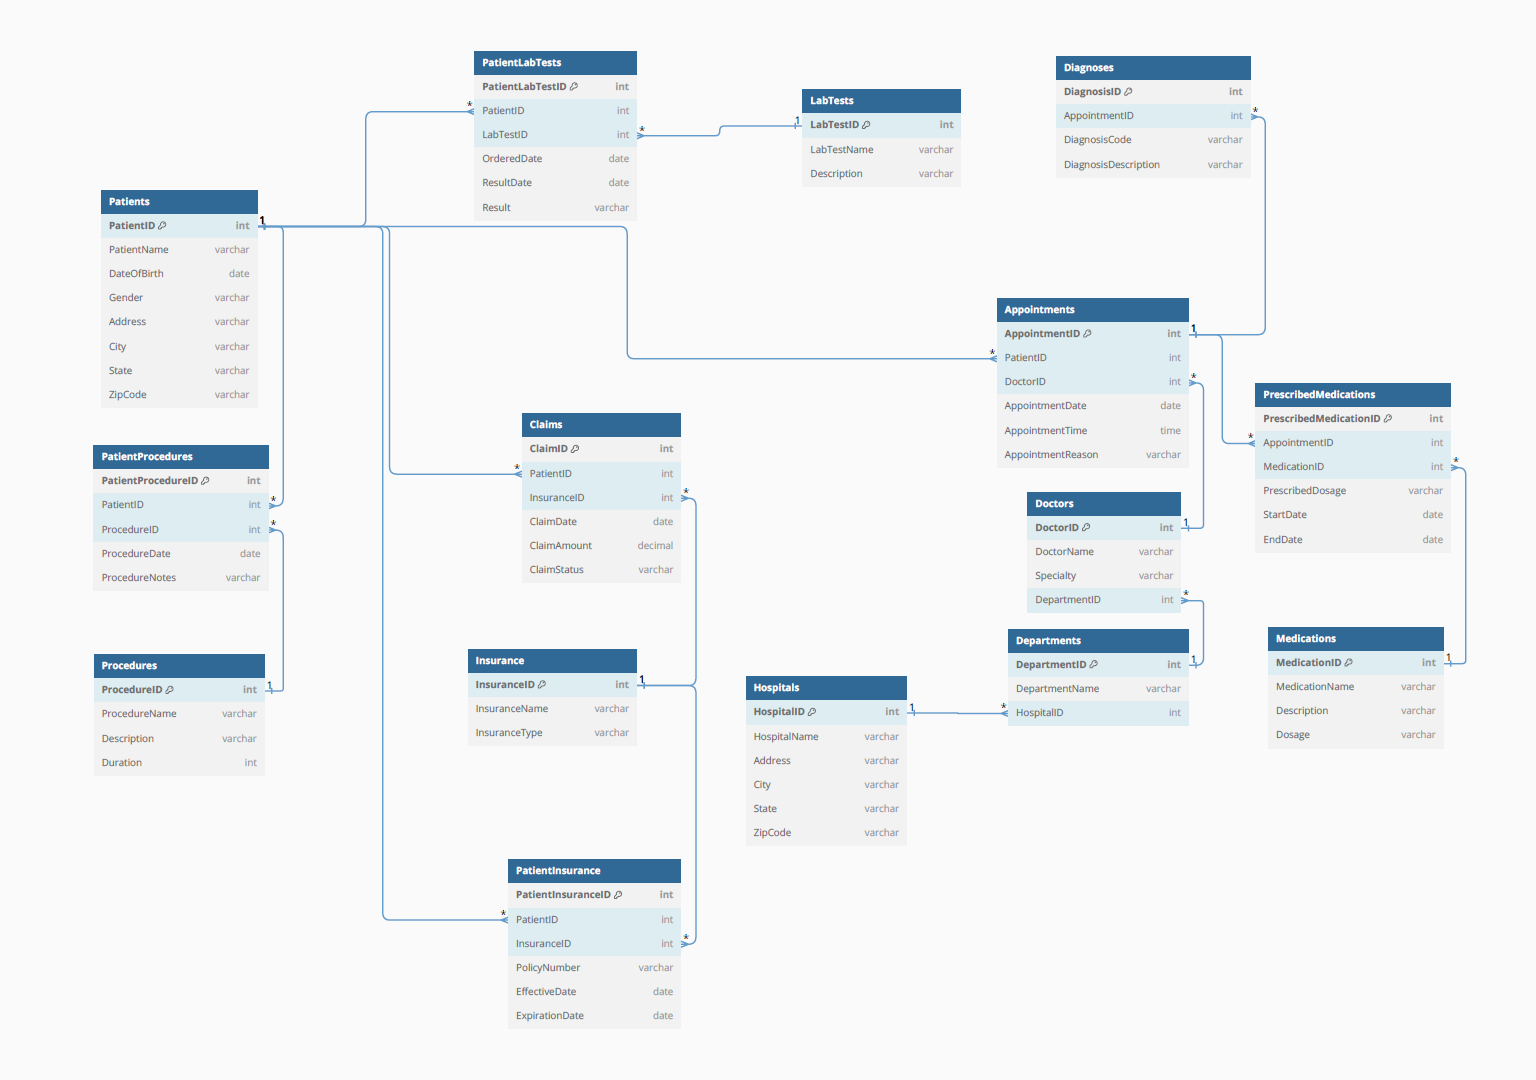 PatientLabTests
PatientLabTestID int
PatientID int
LabTestID int
OrderedDate date
ResultDate date
Result varchar
LabTests
LabTestID int
LabTestName varchar
Description varchar
Diagnoses
DiagnosisID int
AppointmentID int
DiagnosisCode varchar
DiagnosisDescription varchar
Patients
PatientID int
PatientName varchar
DateOfBirth date
Gender varchar
Address varchar
City varchar
State varchar
ZipCode varchar
Appointments
AppointmentID int
PatientID int
DoctorID int
AppointmentDate date
AppointmentTime time
AppointmentReason varchar
PrescribedMedications
PrescribedMedicationID int
AppointmentID int
MedicationID int
PrescribedDosage varchar
StartDate date
EndDate date
Claims
ClaimID int
PatientID int
InsuranceID int
ClaimDate date
ClaimAmount decimal
ClaimStatus varchar
PatientProcedures
PatientProcedureID int
PatientID int
ProcedureID int
ProcedureDate date
ProcedureNotes varchar
Doctors
DoctorID int
DoctorName varchar
Specialty varchar
DepartmentID int
Departments
DepartmentID int
DepartmentName varchar
HospitalID int
Medications
MedicationID int
MedicationName varchar
Description varchar
Dosage varchar
Procedures
ProcedureID int
ProcedureName varchar
Description varchar
Duration int
Insurance
InsuranceID int
InsuranceName varchar
InsuranceType varchar
Hospitals
HospitalID int
HospitalName varchar
Address varchar
City varchar
State varchar
ZipCode varchar
PatientInsurance
PatientInsuranceID int
PatientID int
InsuranceID int
PolicyNumber varchar
EffectiveDate date
ExpirationDate date
1
*
*
1
*
1
*
*
*
*
*
*
*
1
*
1
*
1
1
1
*
1
*
*